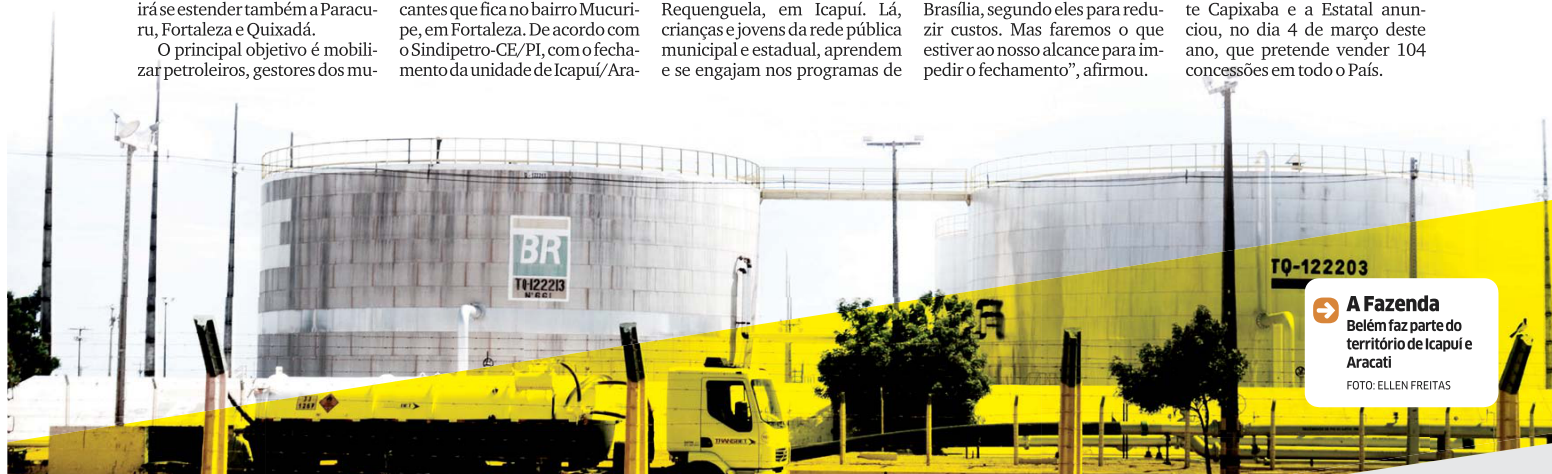 irá se estender também a Paracu-
ru, Fortaleza e Quixadá.
O principal objetivo é mobili-
zar petroleiros, gestores dos mu-
cantes que fica no bairro Mucuri-
pe, em Fortaleza. De acordo com
o Sindipetro-CE/PI, com o fecha-
mento da unidade de Icapuí/Ara-
Requenguela, em Icapuí. Lá,
crianças e jovens da rede pública
municipal e estadual, aprendem
e se engajam nos programas de
Brasília, segundo eles para redu-
zir custos. Mas faremos o que
estiver ao nosso alcance para im-
pedir o fechamento”, afirmou.
te Capixaba e a Estatal anun-
ciou, no dia 4 de março deste
ano, que pretende vender 104
concessões em todo o País.
BR
TQ-122213
Nº661
TQ-122203
A Fazenda
Belém faz parte do
território de Icapuí e
Aracati
FOTO: ELLEN FREITAS
1267